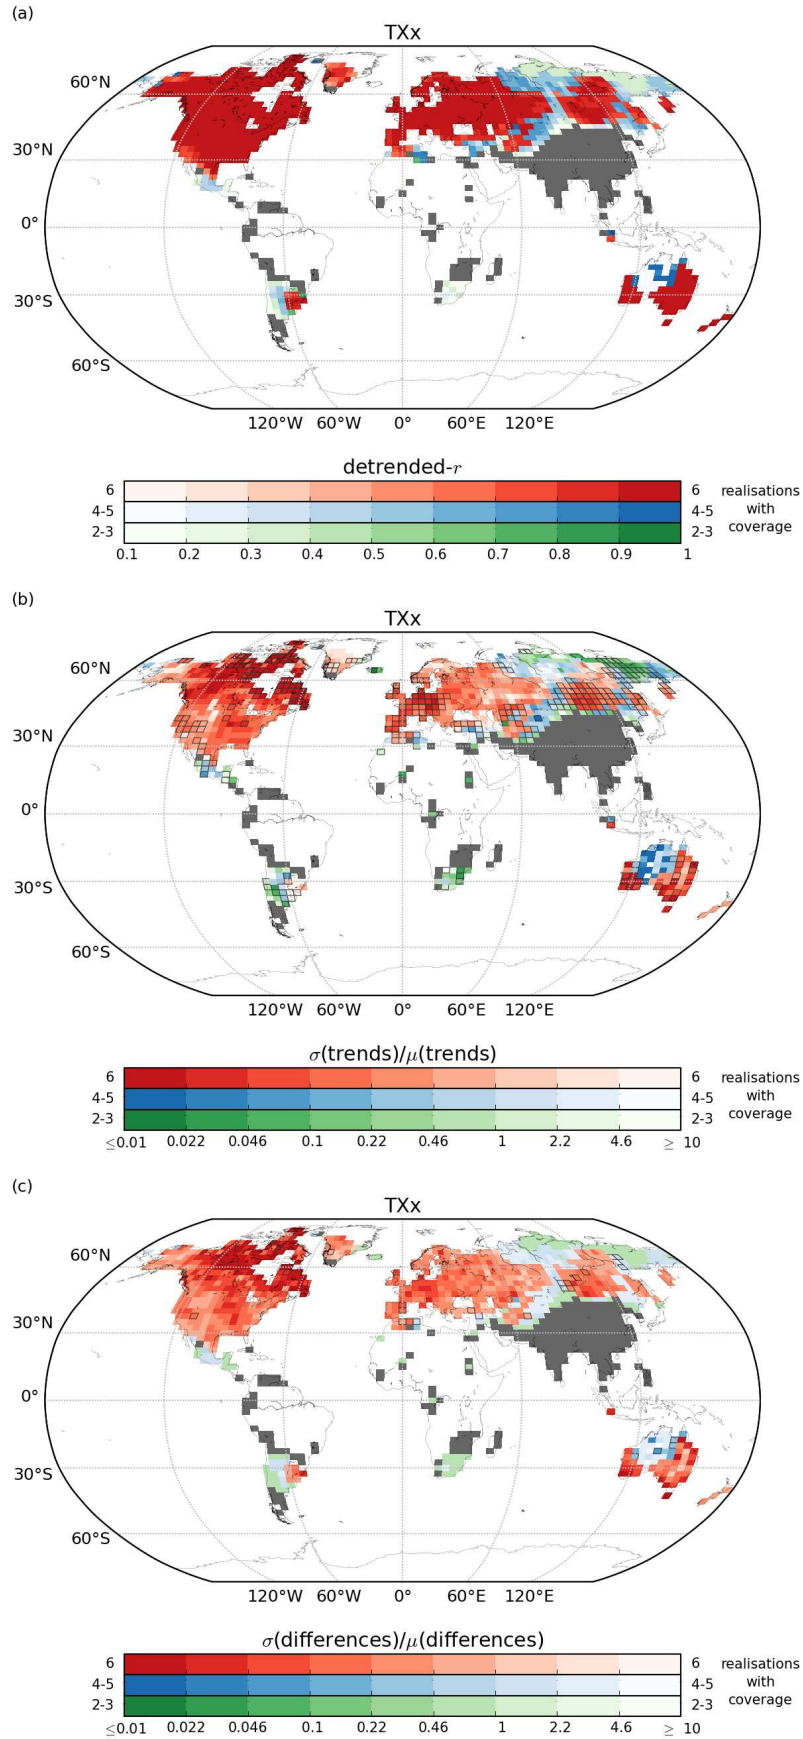 (a)
TXx
60°N
30°N
0°
30°S
60°S
120°W 60°W 0° 60°E 120°E
detrended-r
6 6 realisations
4-5 4-5 with
2-3 2-3 coverage
0.1 0.2 0.3 0.4 0.5 0.6 0.7 0.8 0.9 1
(b)
TXx
60°N
30°N
0°
30°S
60°S
120°W 60°W 0° 60°E 120°E
σ(trends)/μ(trends)
6 6 realisations
4-5 4-5 with
2-3 2-3 coverage
≤0.01 0.022 0.046 0.1 0.22 0.46 1 2.2 4.6 ≥ 10
(c)
TXx
60°N
30°N
0°
30°S
60°S
120°W 60°W 0° 60°E 120°E
σ(differences)/μ(differences)
6 6 realisations
4-5 4-5 with
2-3 2-3 coverage
≤0.01 0.022 0.046 0.1 0.22 0.46 1 2.2 4.6 ≥ 10